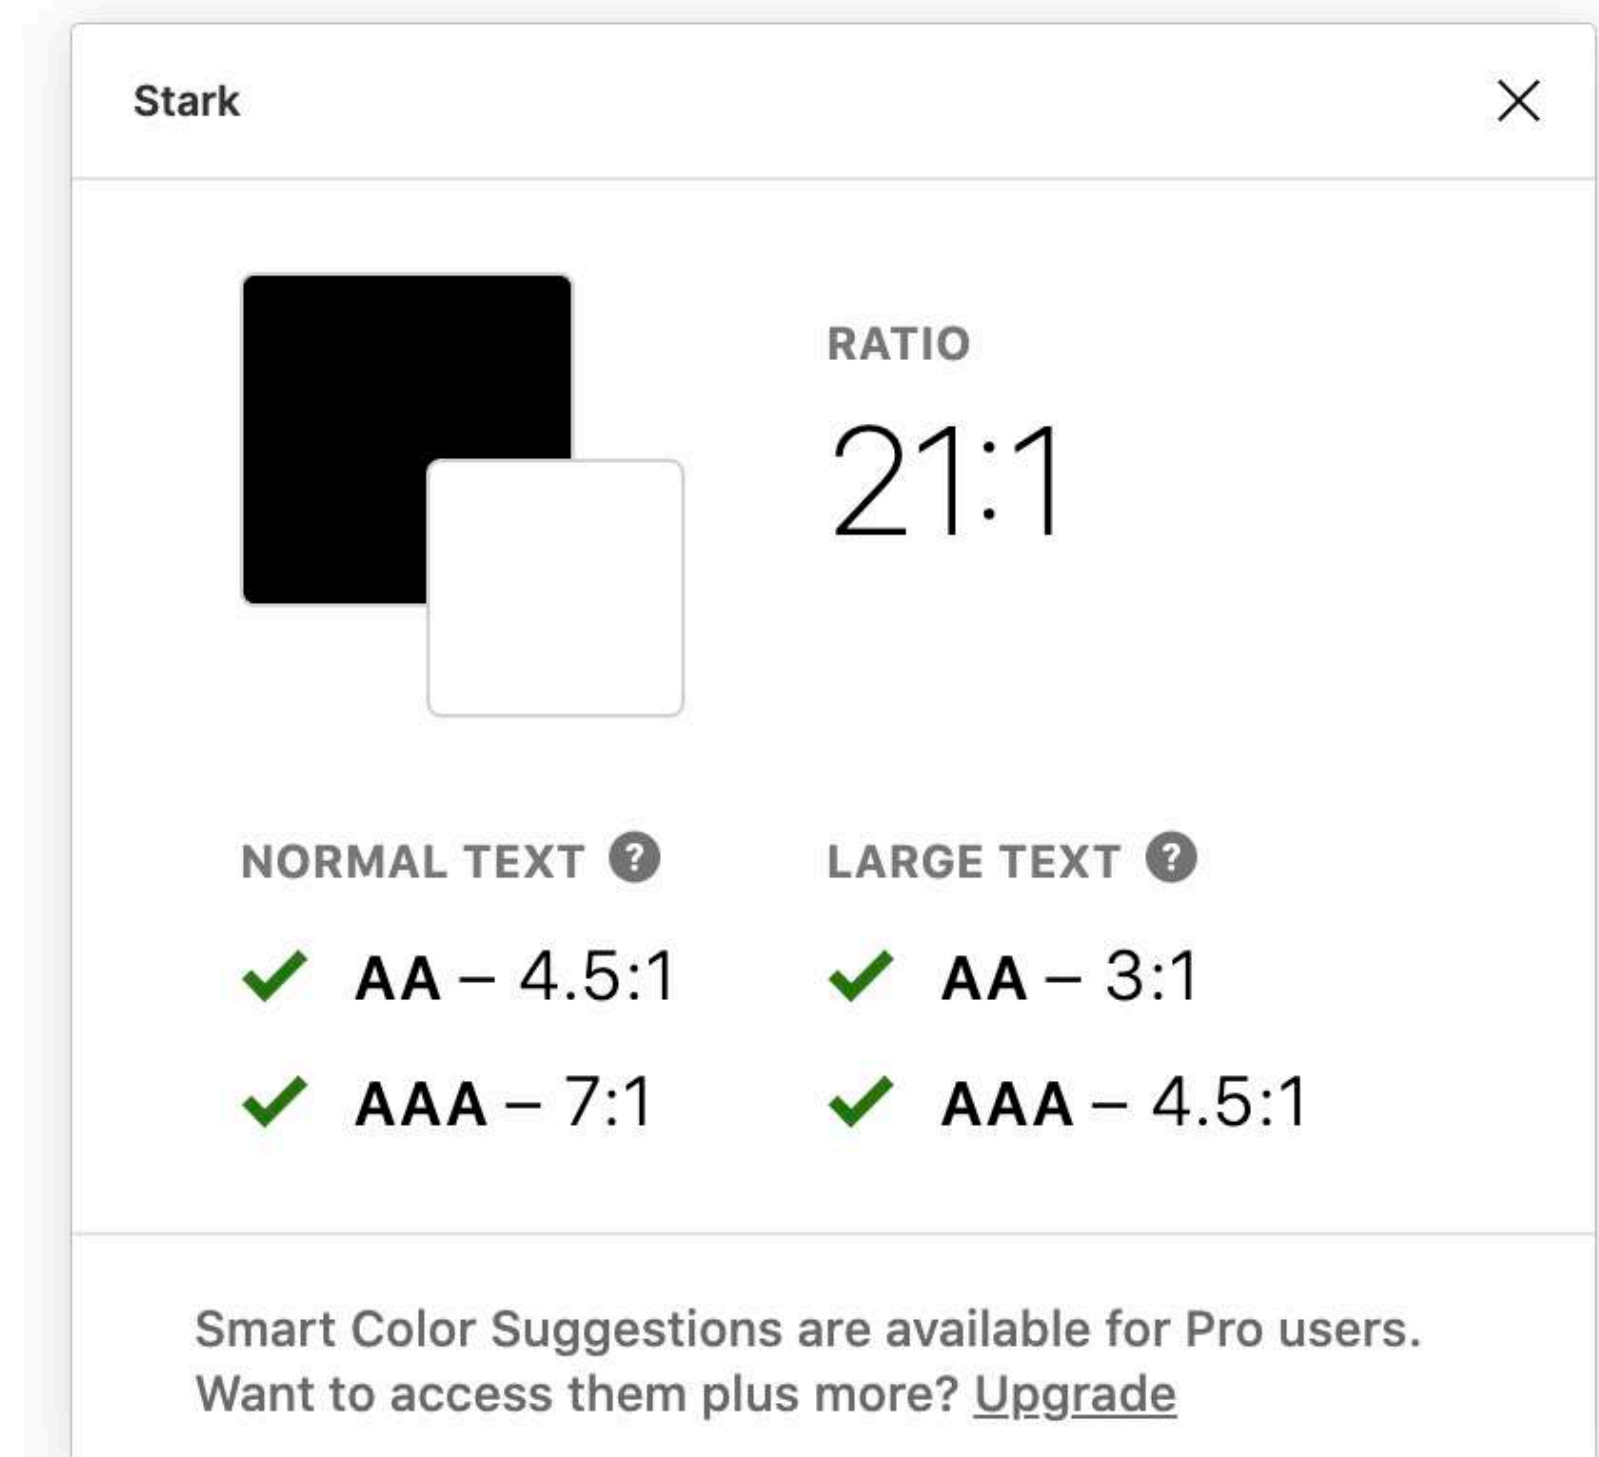 Stark
RATIO
21:1
NORMAL TEXT ?
LARGE TEXT ?
AA – 4.5:1
AA – 3:1
AAA – 7:1
AAA – 4.5:1
Smart Color Suggestions are available for Pro users.
Want to access them plus more? Upgrade